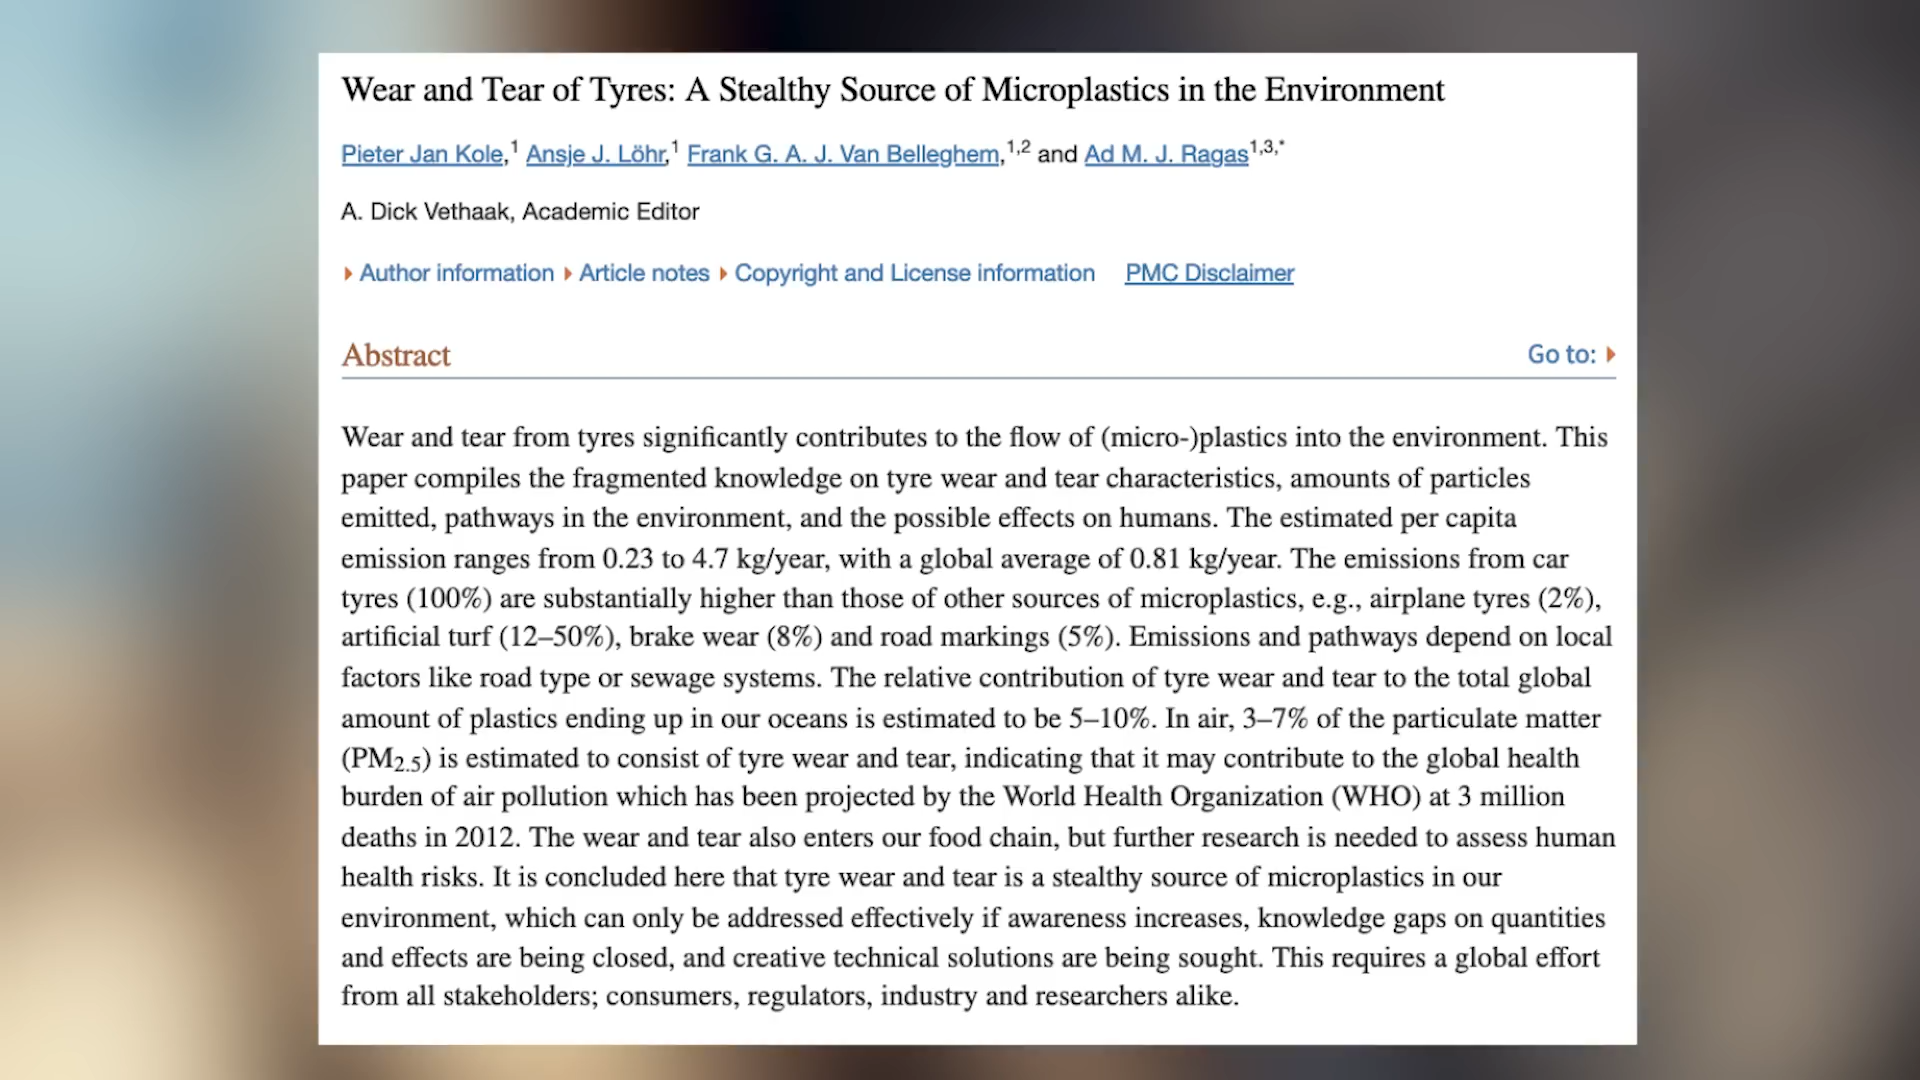 Wear and Tear of Tyres: A Stealthy Source of Microplastics in the Environment
Pieter Jan Kole,1 Ansje J. Löhr,1 Frank G. A. J. Van Belleghem,1,2 and Ad M. J. Ragas1,3,*
A. Dick Vethaak, Academic Editor
Author information Article notes Copyright and License information PMC Disclaimer
Abstract Go to:
Wear and tear from tyres significantly contributes to the flow of (micro-)plastics into the environment. This
paper compiles the fragmented knowledge on tyre wear and tear characteristics, amounts of particles
emitted, pathways in the environment, and the possible effects on humans. The estimated per capita
emission ranges from 0.23 to 4.7 kg/year, with a global average of 0.81 kg/year. The emissions from car
tyres (100%) are substantially higher than those of other sources of microplastics, e.g., airplane tyres (2%),
artificial turf (12–50%), brake wear (8%) and road markings (5%). Emissions and pathways depend on local
factors like road type or sewage systems. The relative contribution of tyre wear and tear to the total global
amount of plastics ending up in our oceans is estimated to be 5–10%. In air, 3–7% of the particulate matter
(PM2.5) is estimated to consist of tyre wear and tear, indicating that it may contribute to the global health
burden of air pollution which has been projected by the World Health Organization (WHO) at 3 million
deaths in 2012. The wear and tear also enters our food chain, but further research is needed to assess human
health risks. It is concluded here that tyre wear and tear is a stealthy source of microplastics in our
environment, which can only be addressed effectively if awareness increases, knowledge gaps on quantities
and effects are being closed, and creative technical solutions are being sought. This requires a global effort
from all stakeholders; consumers, regulators, industry and researchers alike.